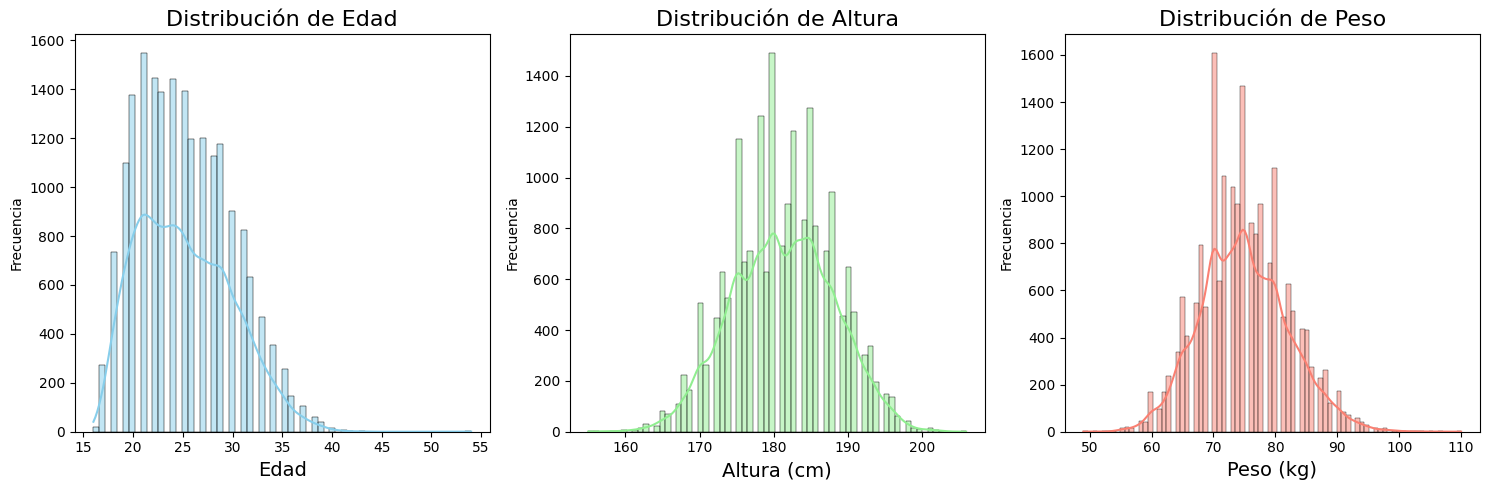 Distribución de Edad
Frecuencia
1600
1400
1200
1000
800
600
400
200
0
15 20 25 30 35 40 45 50 55
Edad
Distribución de Altura
Frecuencia
1400
1200
1000
800
600
400
200
0
160 170 180 190 200
Altura (cm)
Distribución de Peso
Frecuencia
1600
1400
1200
1000
800
600
400
200
0
50 60 70 80 90 100 110
Peso (kg)